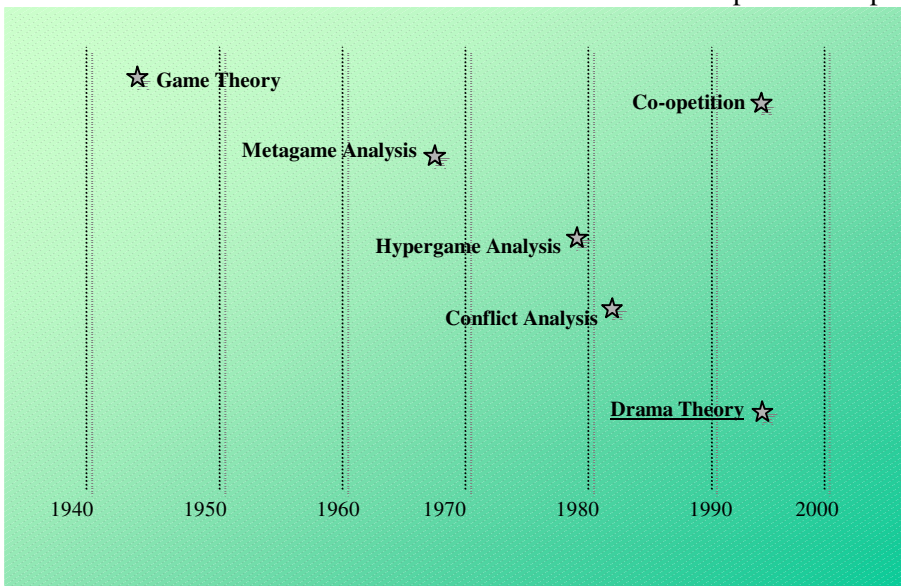 Game Theory
Co-opetition
Metagame Analysis
Hypergame Analysis
Conflict Analysis
Drama Theory
1940 1950 1960 1970 1980 1990 2000